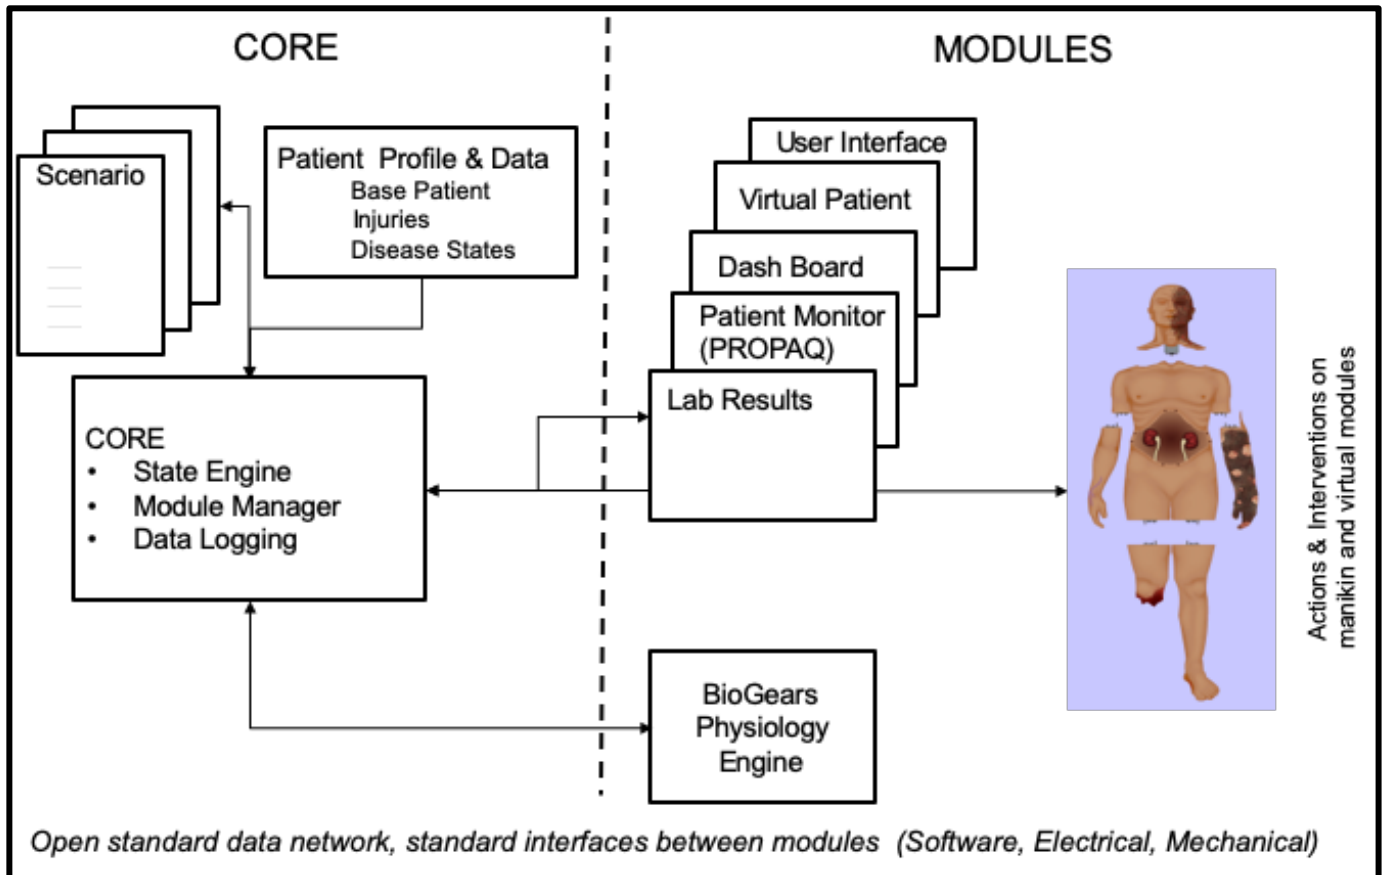 CORE
MODULES
Scenario
Patient Profile & Data
Base Patient
Injuries
Disease States
User Interface
Virtual Patient
Dash Board
Patient Monitor
(PROPAQ)
Lab Results
CORE
• State Engine
• Module Manager
• Data Logging
BioGears
Physiology
Engine
Actions & Interventions on
manikin and virtual modules
Open standard data network, standard interfaces between modules (Software, Electrical, Mechanical)